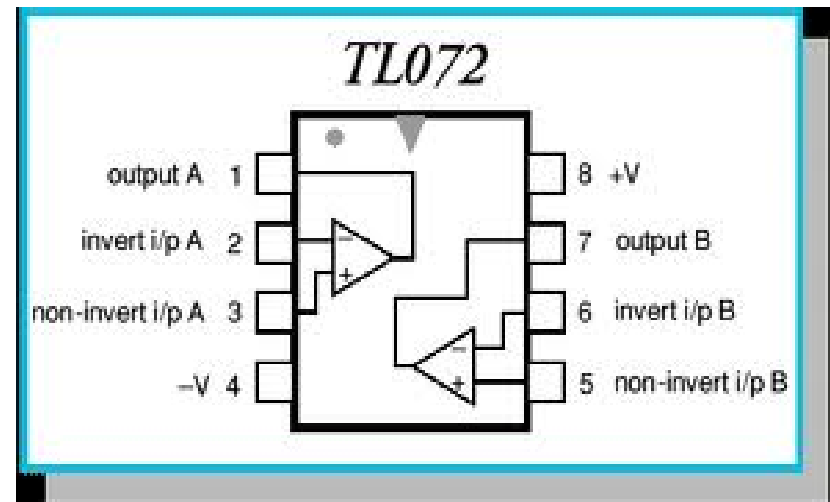 TL072
output A 1
invert i/p A 2
non-invert i/p A 3
–V 4
8 +V
7 output B
6 invert i/p B
5 non-invert i/p B
–
+
–
+